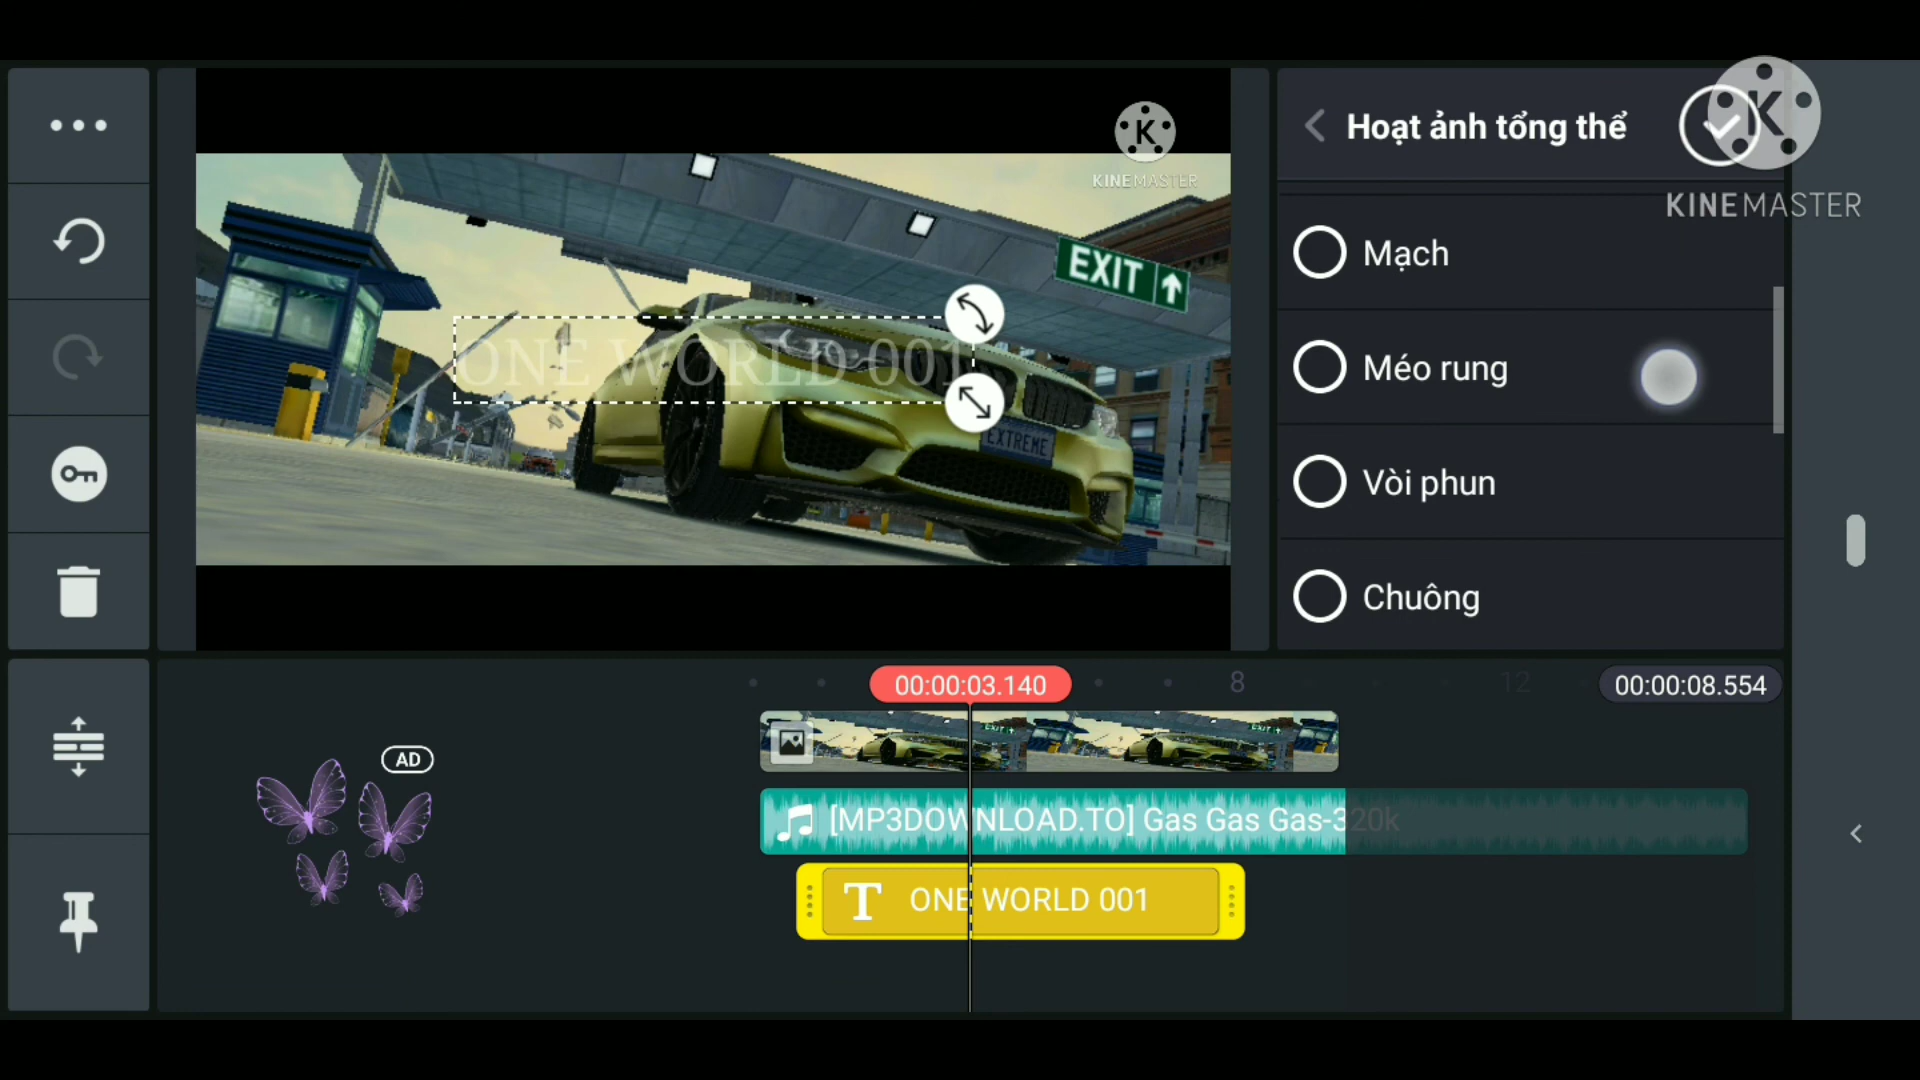 K
KINEMASTER
EXIT
ONE WORLD 001
EXTREME
Hoạt ảnh tổng thể
K
KINEMASTER
Mạch
Méo rung
Vòi phun
Chuông
00:00:03.140
8
12
00:00:08.554
AD
[MP3DOWNLOAD.TO] Gas Gas Gas-320k
T ONE WORLD 001